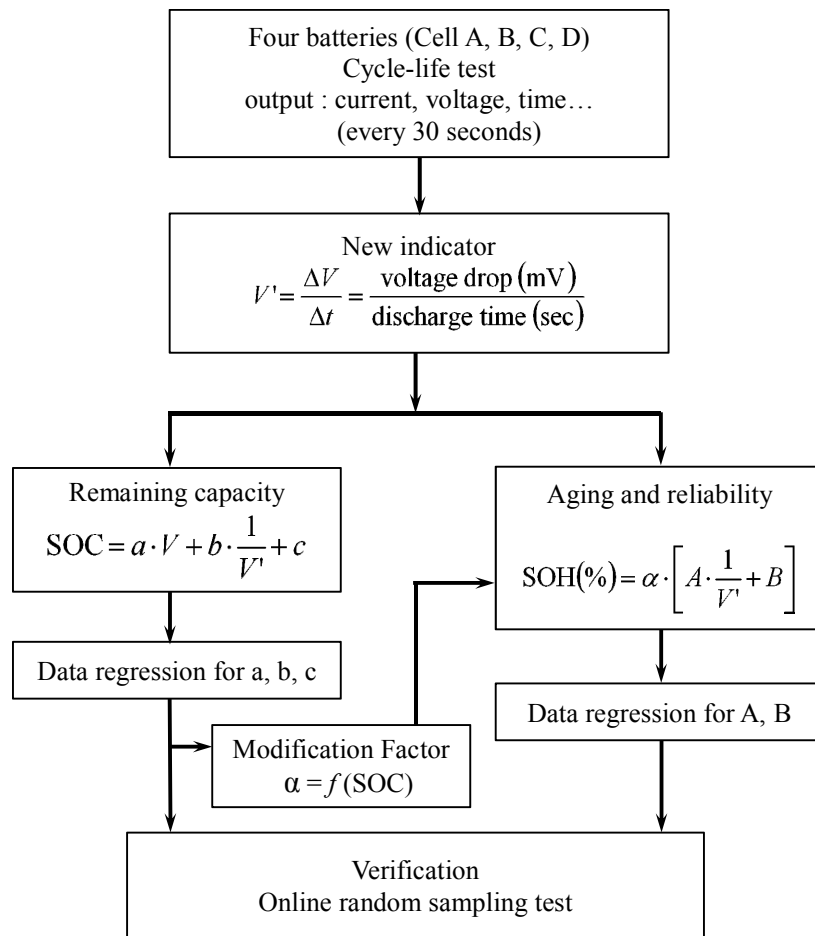 Four batteries (Cell A, B, C, D)
Cycle-life test
output : current, voltage, time…
(every 30 seconds)
New indicator
V' = ΔV/Δt = voltage drop (mV)/discharge time (sec)
Remaining capacity
SOC = a · V + b · 1/V' + c
Aging and reliability
SOH(%) = α · [A · 1/V' + B]
Data regression for a, b, c
Data regression for A, B
Modification Factor
α = f (SOC)
Verification
Online random sampling test